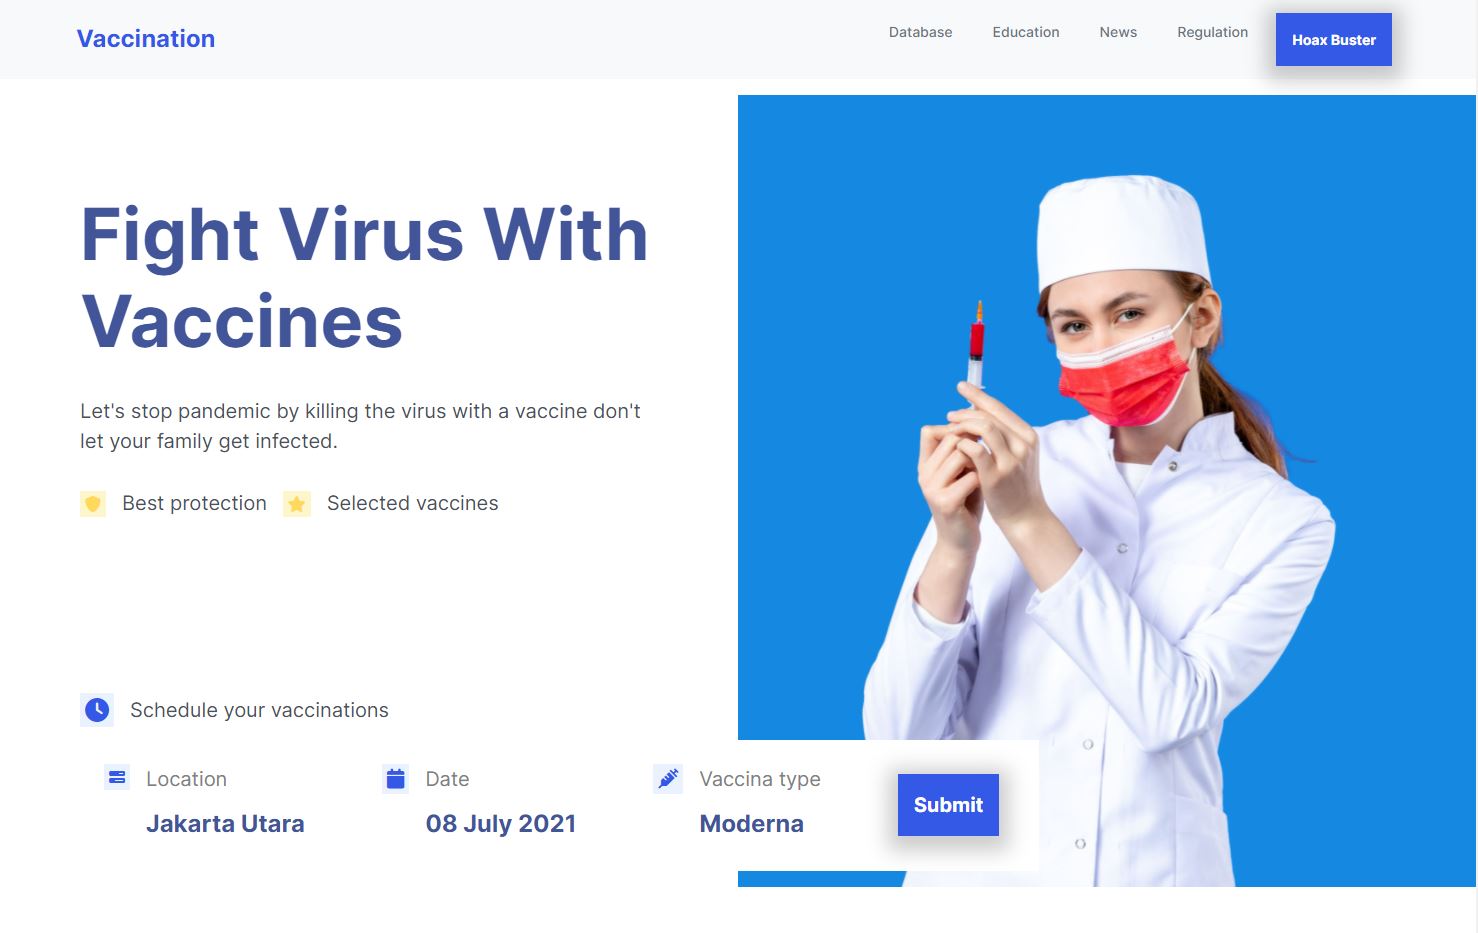 Vaccination
Database
Education
News
Regulation
Hoax Buster
Fight Virus With
Vaccines
Let's stop pandemic by killing the virus with a vaccine don't
let your family get infected.
Best protection
Selected vaccines
Schedule your vaccinations
Location
Jakarta Utara
Date
08 July 2021
Vaccina type
Moderna
Submit